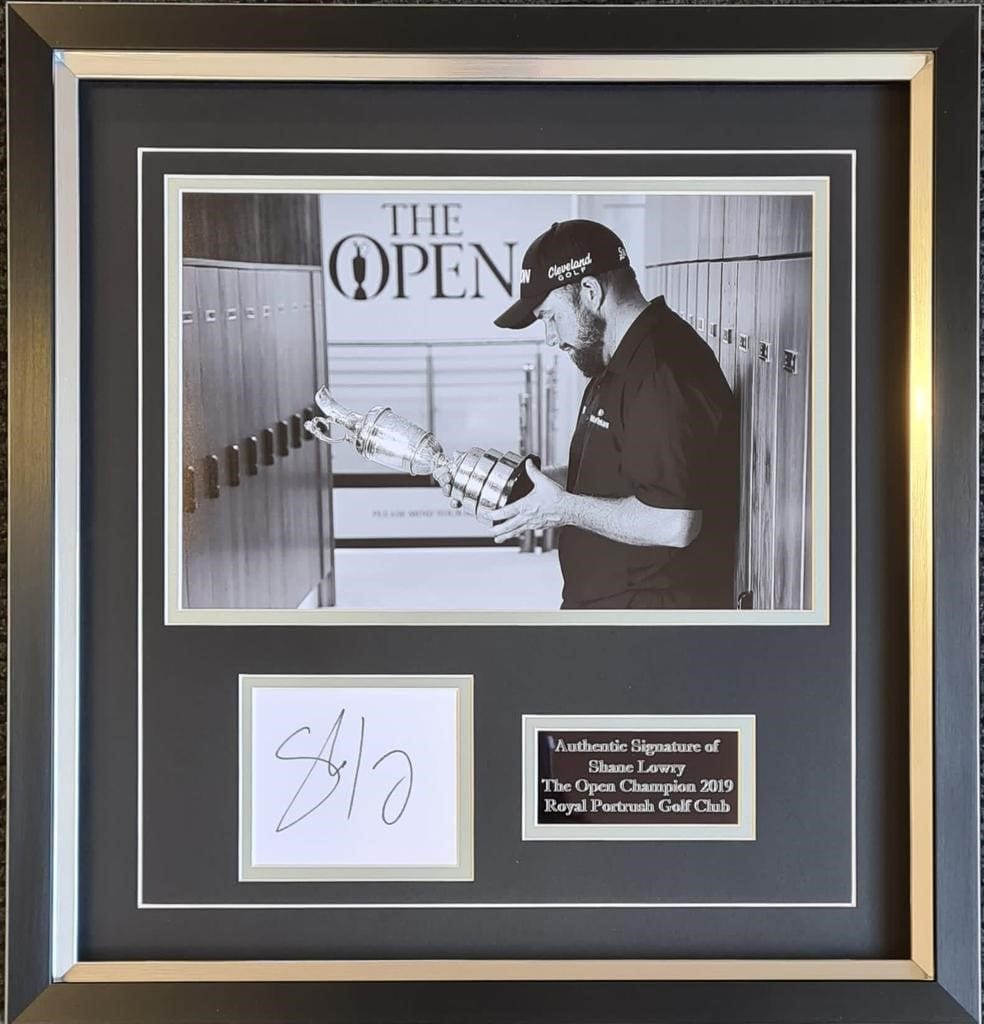 THE
OPEN
Cleveland
GOLF
Authentic Signature of
Shane Lowry
The Open Champion 2019
Royal Portrush Golf Club